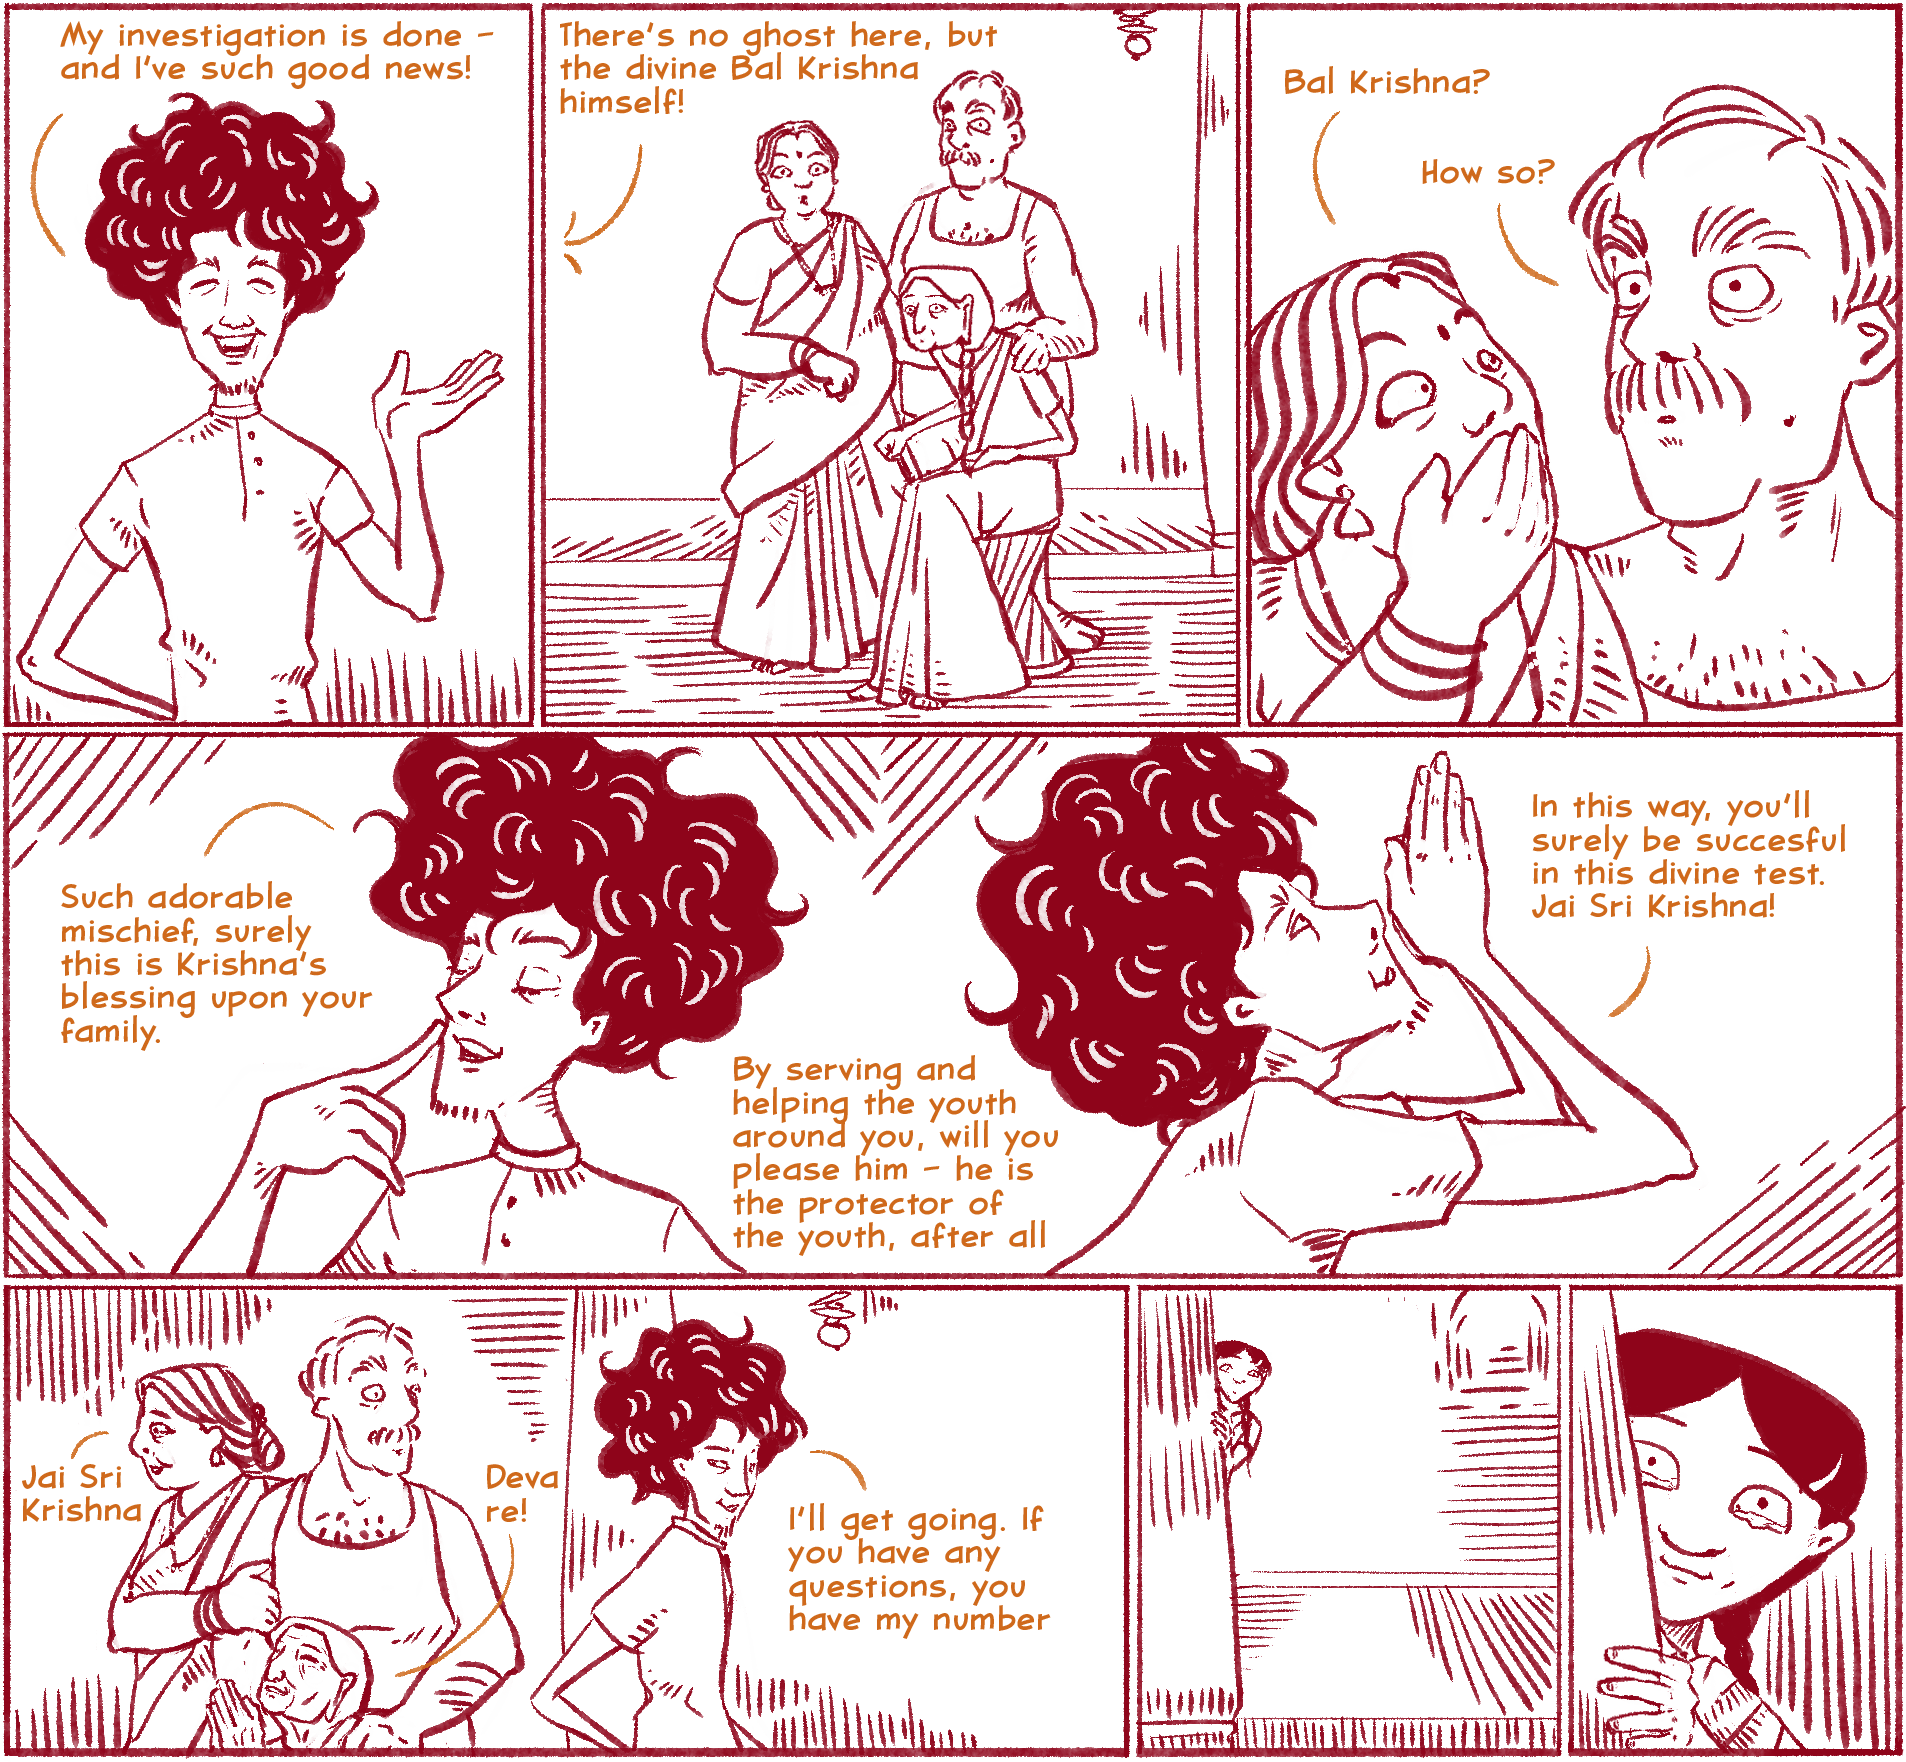 My investigation is done -
and I've such good news!
There's no ghost here, but
the divine Bal Krishna
himself!
Bal Krishna?
How so?
Such adorable
mischief, surely
this is Krishna's
blessing upon your
family.
By serving and
helping the youth
around you, will you
please him - he is
the protector of
the youth, after all
In this way, you'll
surely be succesful
in this divine test.
Jai Sri Krishna!
Jai Sri
Krishna
Deva
re!
I'll get going. If
you have any
questions, you
have my number